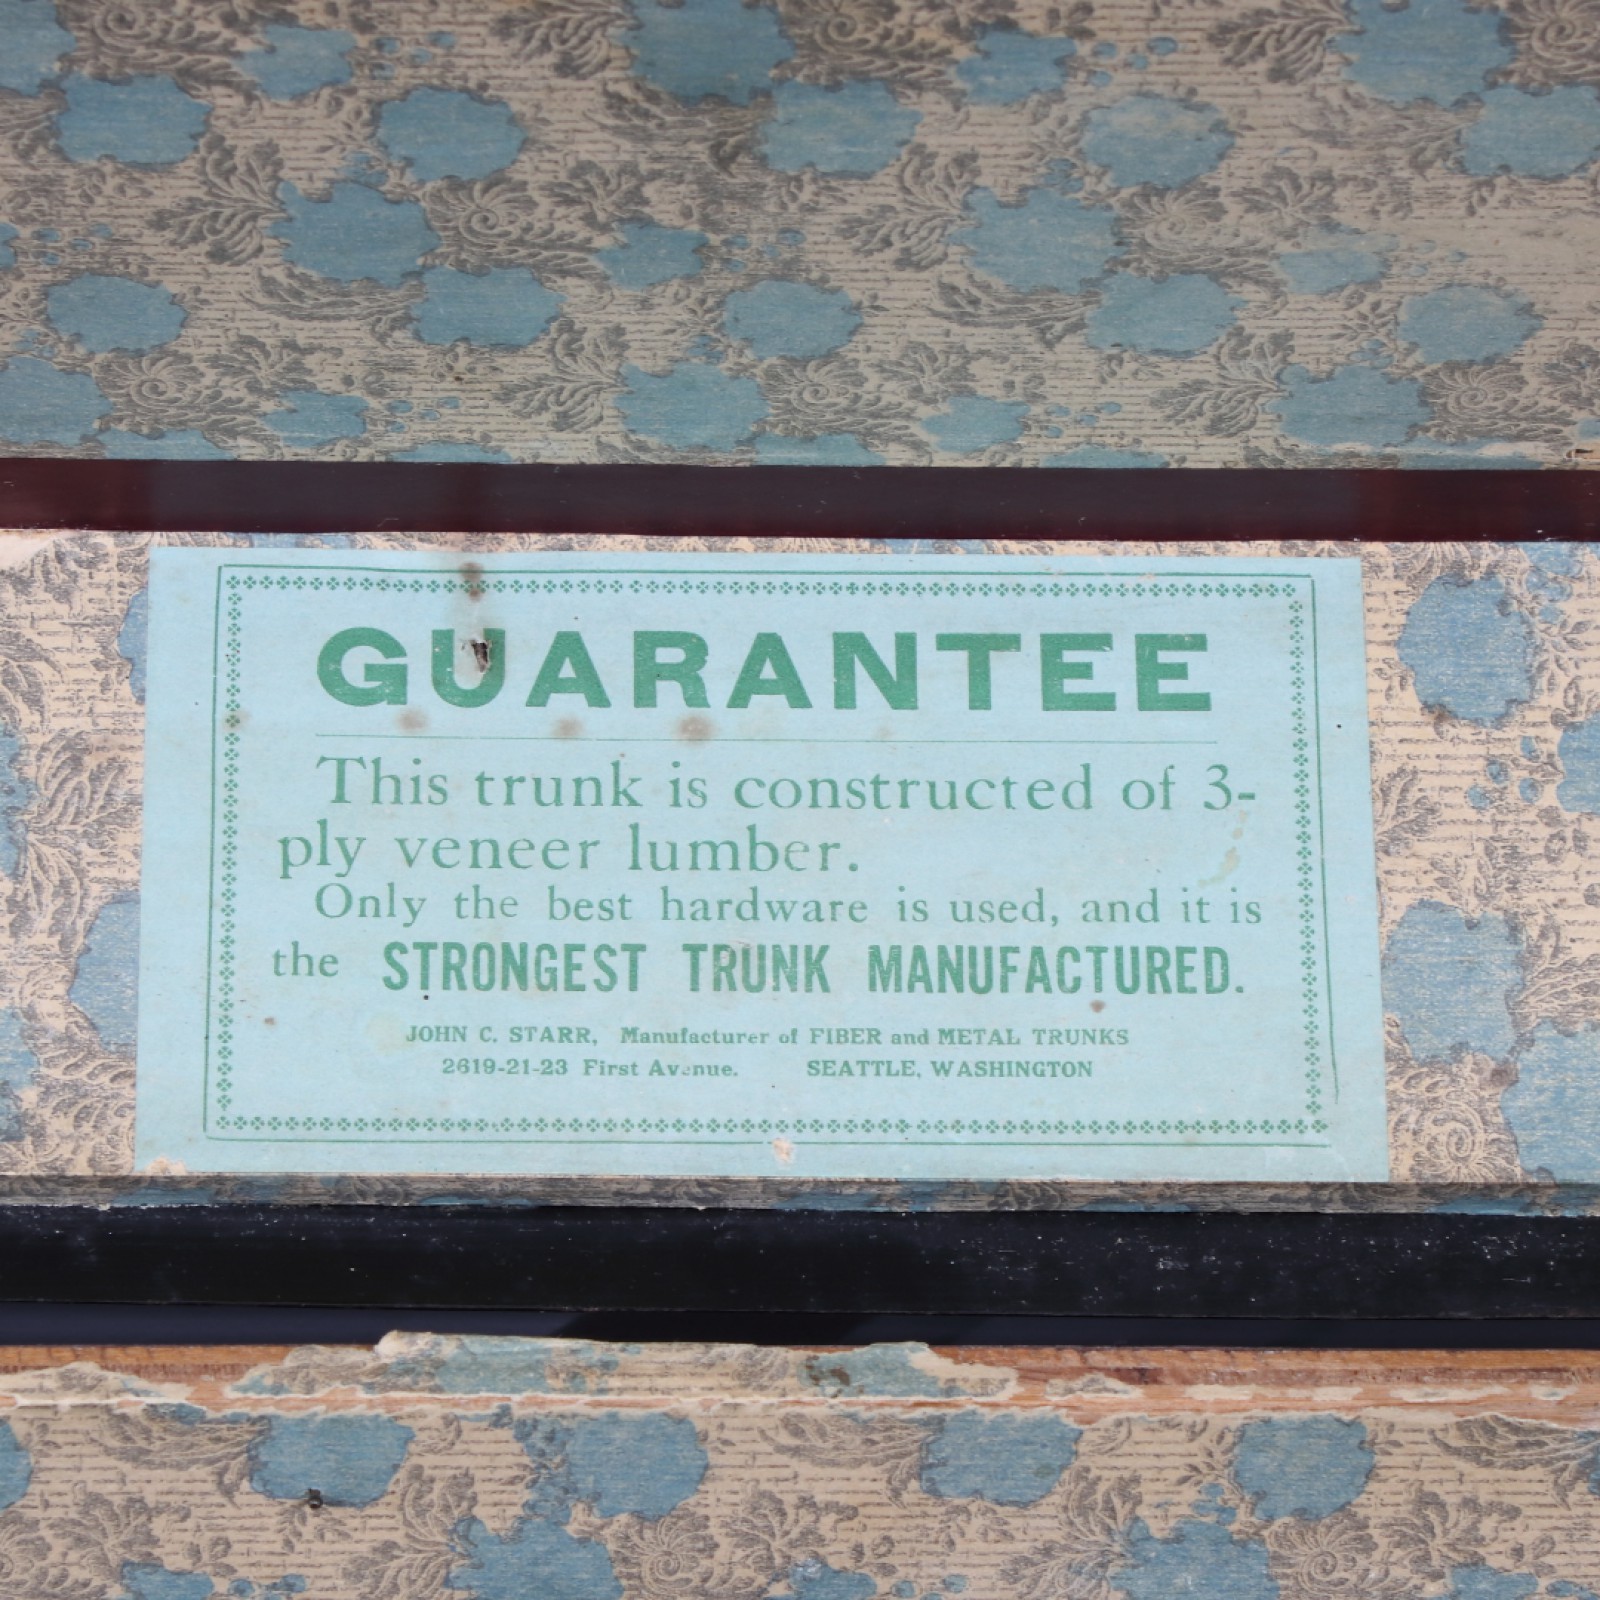 GUARANTEE
This trunk is constructed of 3-
ply veneer lumber.
Only the best hardware is used, and it is
the STRONGEST TRUNK MANUFACTURED.
JOHN C. STARR, Manufacturer of FIBER and METAL TRUNKS
2619-21-23 First Avenue. SEATTLE, WASHINGTON